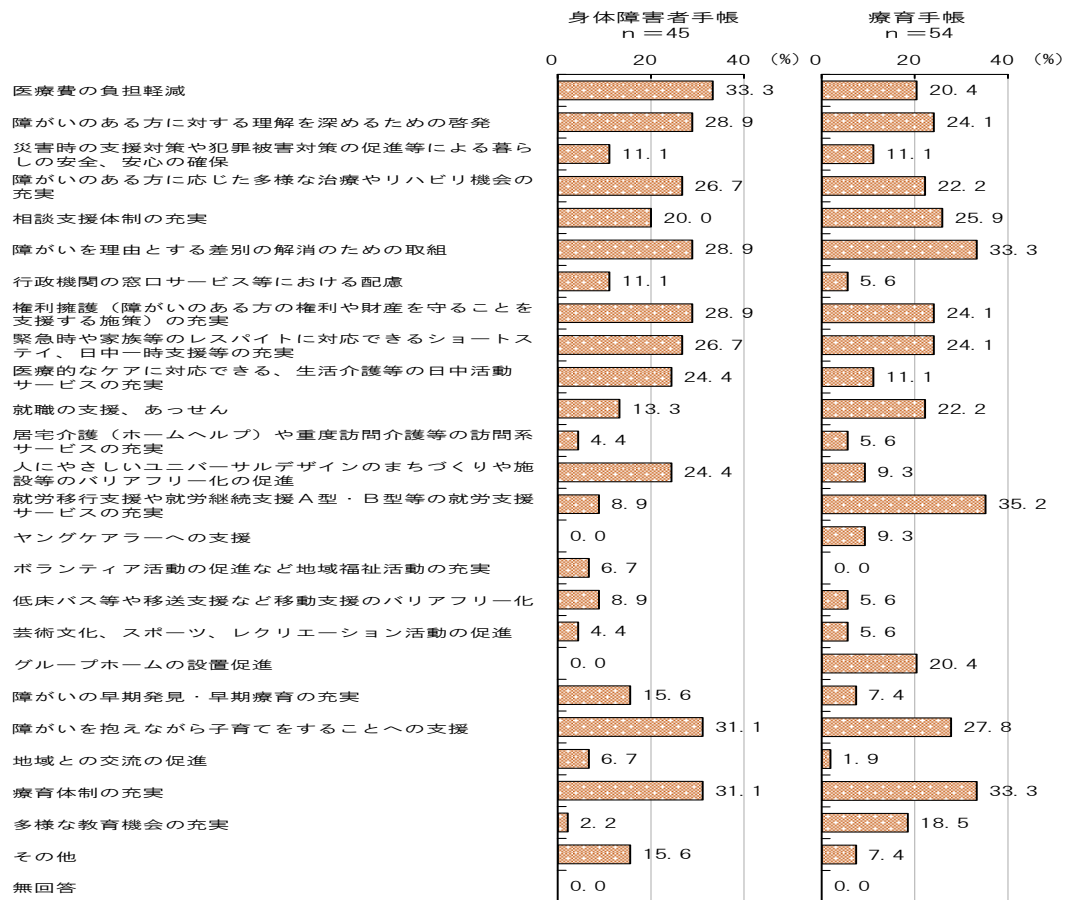 身体障害者手帳 療育手帳
n=45 n=54
0 20 40 (%) 0 20 40 (%)
医療費の負担軽減 33.3 20.4
障がいのある方に対する理解を深めるための啓発 28.9 24.1
災害時の支援対策や犯罪被害対策の促進等による暮ら
しの安全、安心の確保 11.1 11.1
障がいのある方に応じた多様な治療やリハビリ機会の
充実 26.7 22.2
相談支援体制の充実 20.0 25.9
障がいを理由とする差別の解消のための取組 28.9 33.3
行政機関の窓口サービス等における配慮 11.1 5.6
権利擁護(障がいのある方の権利や財産を守ることを
支援する施策)の充実 28.9 24.1
緊急時や家族等のレスパイトに対応できるショートス
テイ、日中一時支援等の充実 26.7 24.1
医療的なケアに対応できる、生活介護等の日中活動
サービスの充実 24.4 11.1
就職の支援、あっせん 13.3 22.2
居宅介護(ホームヘルプ)や重度訪問介護等の訪問系
サービスの充実 4.4 5.6
人にやさしいユニバーサルデザインのまちづくりや施
設等のバリアフリー化の促進 24.4 9.3
就労移行支援や就労継続支援A型・B型等の就労支援
サービスの充実 8.9 35.2
ヤングケアラーへの支援 0.0 9.3
ボランティア活動の促進など地域福祉活動の充実 6.7 0.0
低床バス等や移送支援など移動支援のバリアフリー化 8.9 5.6
芸術文化、スポーツ、レクリエーション活動の促進 4.4 5.6
グループホームの設置促進 0.0 20.4
障がいの早期発見・早期療育の充実 15.6 7.4
障がいを抱えながら子育てをすることへの支援 31.1 27.8
地域との交流の促進 6.7 1.9
療育体制の充実 31.1 33.3
多様な教育機会の充実 2.2 18.5
その他 15.6 7.4
無回答 0.0 0.0